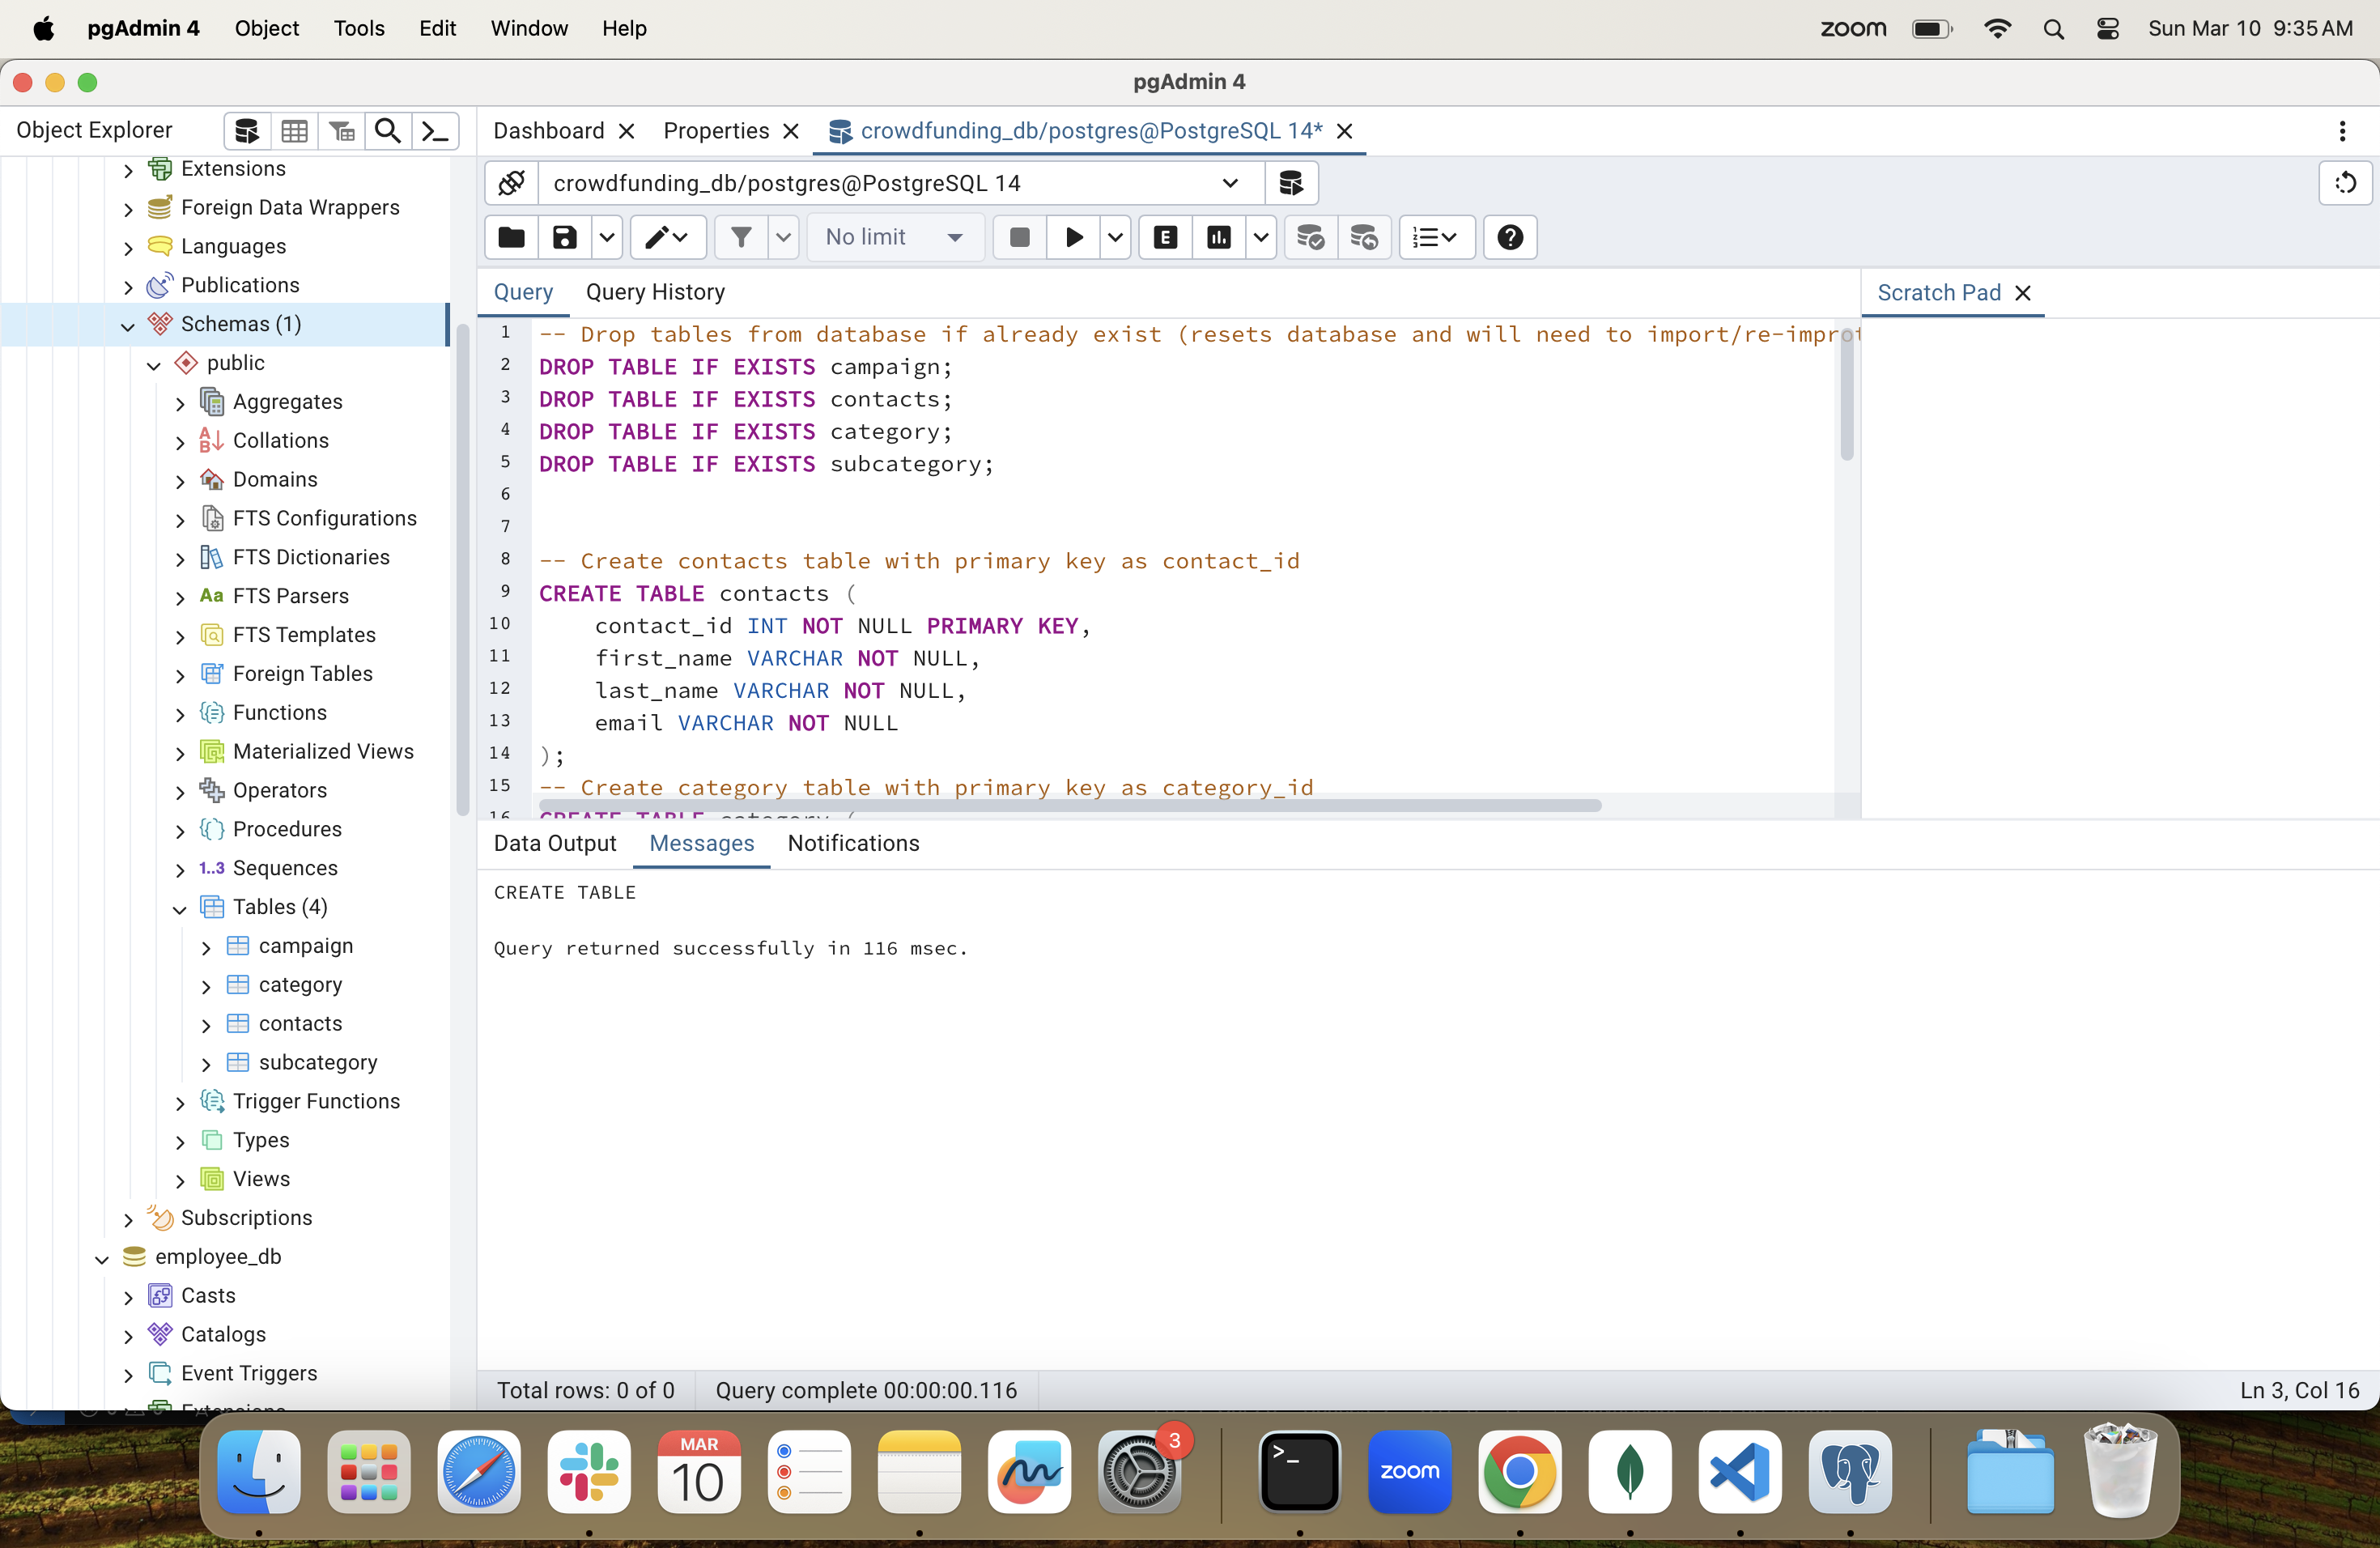 pgAdmin 4 Object Tools Edit Window Help zoom Sun Mar 10 9:35 AM
pgAdmin 4
Object Explorer
Dashboard Properties crowdfunding_db/postgres@PostgreSQL 14*
crowdfunding_db/postgres@PostgreSQL 14
No limit
E
Extensions
Foreign Data Wrappers
Languages
Publications
Schemas (1)
public
Aggregates
Collations
Domains
FTS Configurations
FTS Dictionaries
Aa FTS Parsers
FTS Templates
Foreign Tables
Functions
Materialized Views
Operators
Procedures
1..3 Sequences
Tables (4)
campaign
category
contacts
subcategory
Trigger Functions
Types
Views
Subscriptions
employee_db
Casts
Catalogs
Event Triggers
Extensions
Query Query History
Scratch Pad
1 -- Drop tables from database if already exist (resets database and will need to import/re-improt
2 DROP TABLE IF EXISTS campaign;
3 DROP TABLE IF EXISTS contacts;
4 DROP TABLE IF EXISTS category;
5 DROP TABLE IF EXISTS subcategory;
6
7
8 -- Create contacts table with primary key as contact_id
9 CREATE TABLE contacts (
10 contact_id INT NOT NULL PRIMARY KEY,
11 first_name VARCHAR NOT NULL,
12 last_name VARCHAR NOT NULL,
13 email VARCHAR NOT NULL
14 );
15 -- Create category table with primary key as category_id
16 CREATE TABLE category (
Data Output Messages Notifications
CREATE TABLE
Query returned successfully in 116 msec.
Total rows: 0 of 0 Query complete 00:00:00.116 Ln 3, Col 16
MAR
10
3
>_
zoom